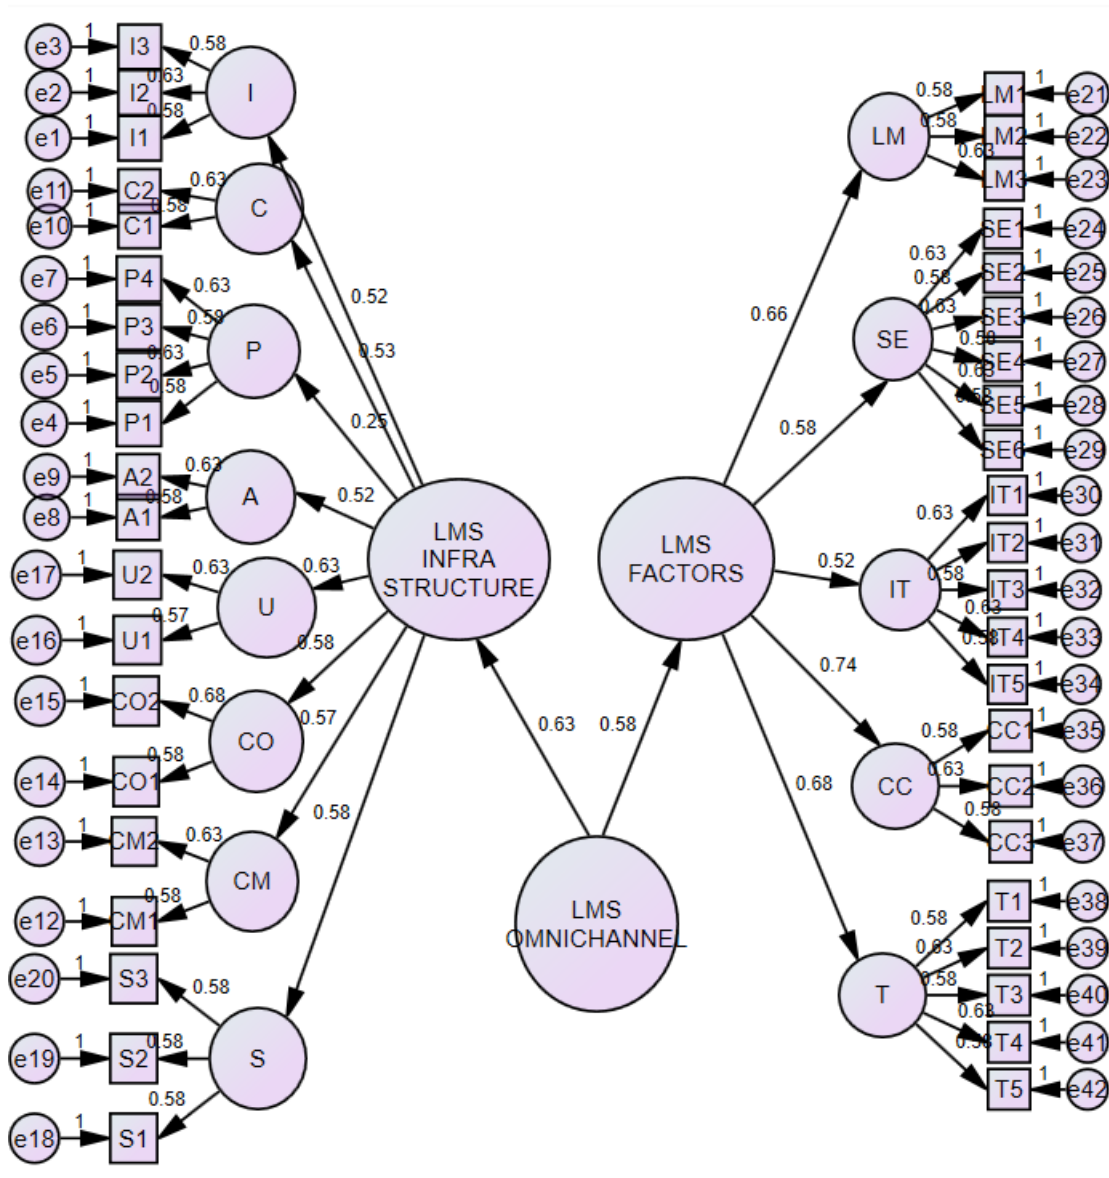 e3 1 I3 0.58
e2 1 I2 0.63 I
e1 1 I1 0.58
e11 1 C2 0.63
e10 1 C1 0.58 C
e7 1 P4 0.63
e6 1 P3 0.58
e5 1 P2 0.63 P
e4 1 P1 0.58
e9 1 A2 0.63
e8 1 A1 0.58 A
e17 1 U2 0.63
e16 1 U1 0.57 U
e15 1 CO2 0.68
e14 1 CO1 0.58 CO
e13 1 CM2 0.63
e12 1 CM1 0.58 CM
e20 1 S3 0.58
e19 1 S2 0.58 S
e18 1 S1 0.58
0.52
0.53
0.25
0.52
0.63
0.58
0.57
0.58
LMS
INFRA
STRUCTURE
0.63
0.58
LMS
OMNICHANNEL
LMS
FACTORS
0.66
0.58
0.52
0.74
0.68
LM 0.58 LM1 1 e21
0.58 LM2 1 e22
0.63 LM3 1 e23
SE 0.63 SE1 1 e24
0.58 SE2 1 e25
0.63 SE3 1 e26
0.58 SE4 1 e27
0.63 SE5 1 e28
0.58 SE6 1 e29
IT 0.63 IT1 1 e30
IT2 1 e31
0.58 IT3 1 e32
0.63 IT4 1 e33
0.58 IT5 1 e34
CC 0.58 CC1 1 e35
0.63 CC2 1 e36
0.58 CC3 1 e37
T 0.58 T1 1 e38
0.63 T2 1 e39
0.58 T3 1 e40
0.63 T4 1 e41
0.58 T5 1 e42